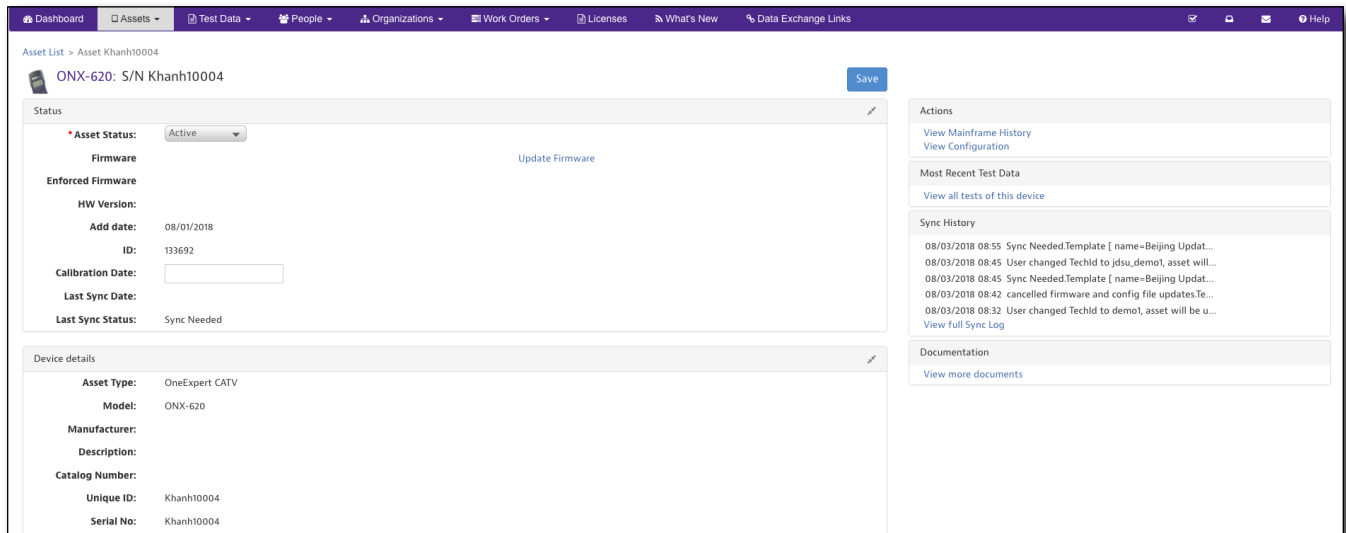 Dashboard Assets Test Data People Organizations Work Orders Licenses What's New Data Exchange Links Help
Asset List > Asset Khanh10004
ONX-620: S/N Khanh10004
Save
Status
*Asset Status: Active
Firmware Update Firmware
Enforced Firmware
HW Version:
Add date: 08/01/2018
ID: 133692
Calibration Date:
Last Sync Date:
Last Sync Status: Sync Needed
Device details
Asset Type: OneExpert CATV
Model: ONX-620
Manufacturer:
Description:
Catalog Number:
Unique ID: Khanh10004
Serial No: Khanh10004
Actions
View Mainframe History
View Configuration
Most Recent Test Data
View all tests of this device
Sync History
08/03/2018 08:55 Sync Needed.Template [ name=Beijing Updat...
08/03/2018 08:45 User changed TechId to jdsu_demo1, asset will...
08/03/2018 08:45 Sync Needed.Template [ name=Beijing Updat...
08/03/2018 08:42 cancelled firmware and config file updates.Te...
08/03/2018 08:32 User changed TechId to demo1, asset will be u...
View full Sync Log
Documentation
View more documents